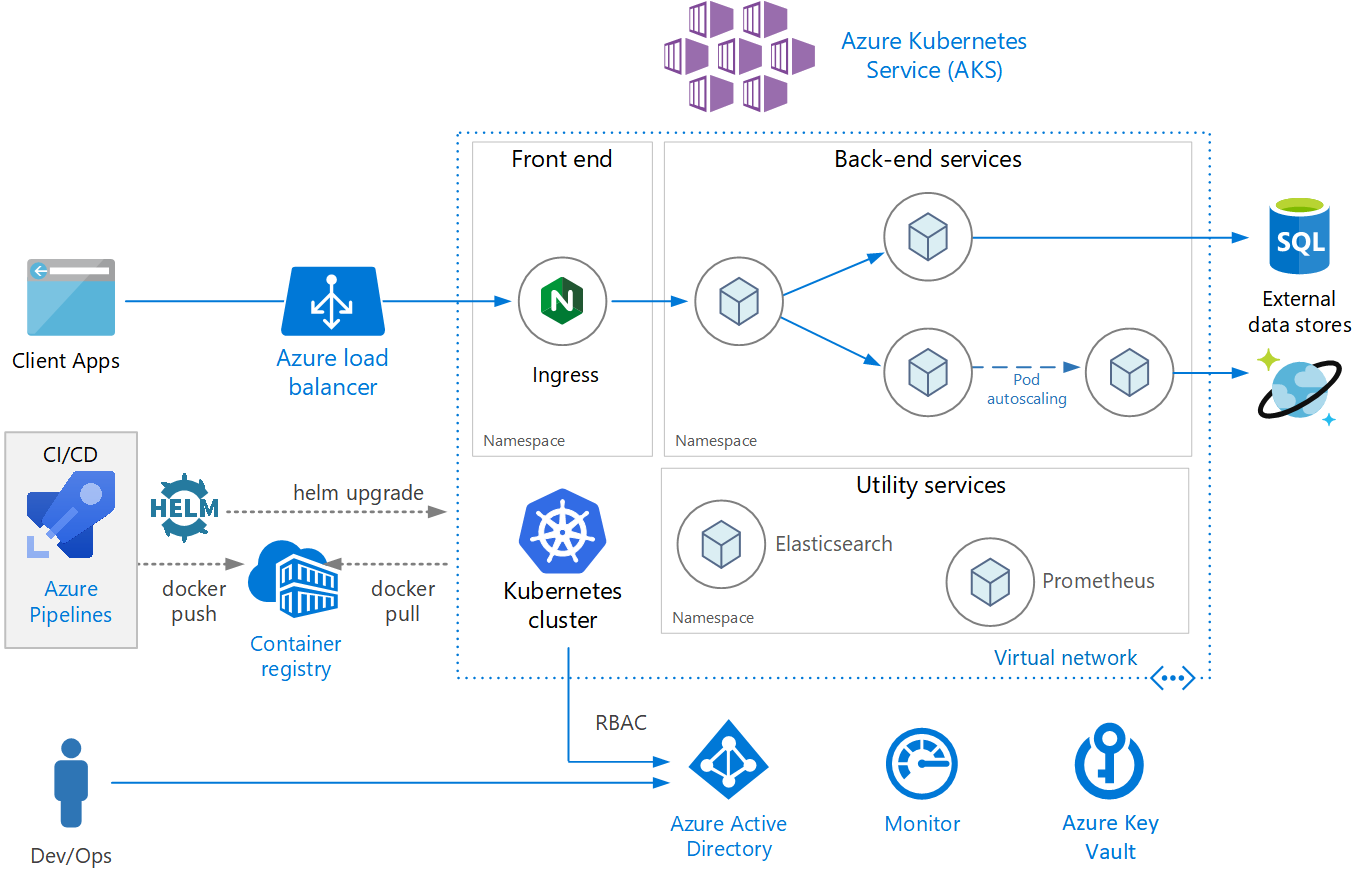 Azure Kubernetes
Service (AKS)
Front end
Back-end services
SQL
External
data stores
Client Apps
Azure load
balancer
N
Ingress
Pod
autoscaling
Namespace
Namespace
CI/CD
Azure
Pipelines
HELM
helm upgrade
docker
push
docker
pull
Container
registry
Kubernetes
cluster
Utility services
Elasticsearch
Prometheus
Namespace
Virtual network
RBAC
Dev/Ops
Azure Active
Directory
Monitor
Azure Key
Vault